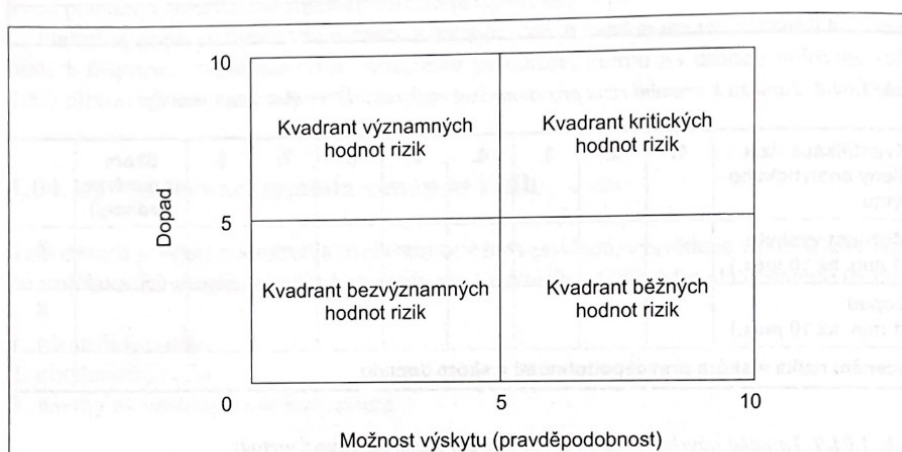 10
Kvadrant významných
hodnot rizik
Kvadrant kritických
hodnot rizik
Dopad
5
Kvadrant bezvýznamných
hodnot rizik
Kvadrant běžných
hodnot rizik
0
5
10
Možnost výskytu (pravděpodobnost)